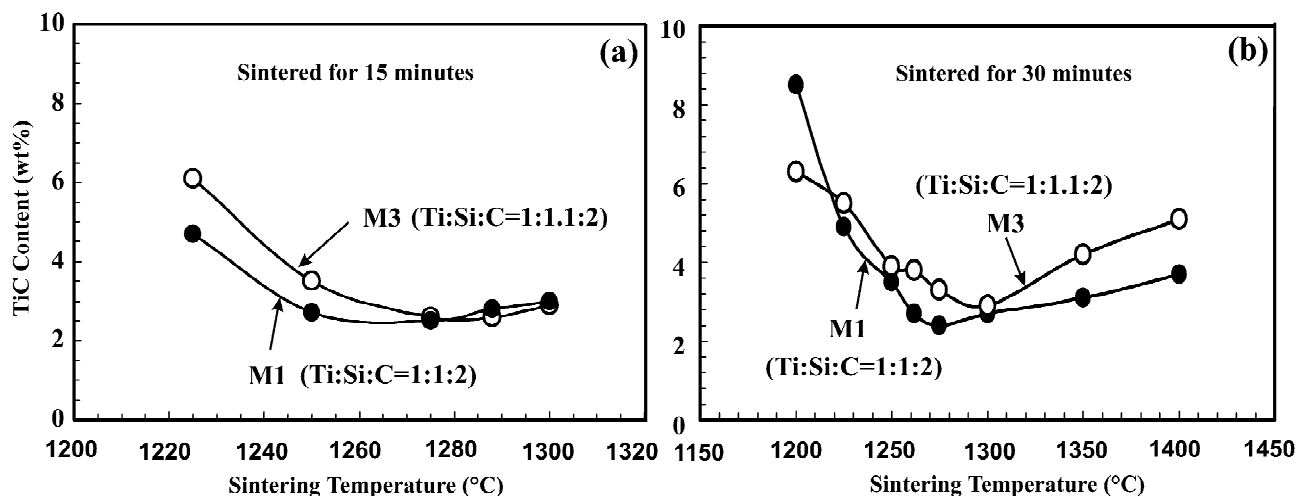 (a)
Sintered for 15 minutes
TiC Content (wt%)
10
8
6
4
2
0
M3 (Ti:Si:C=1:1.1:2)
M1 (Ti:Si:C=1:1:2)
1200 1220 1240 1260 1280 1300 1320
Sintering Temperature (°C)
(b)
Sintered for 30 minutes
10
8
6
4
2
0
(Ti:Si:C=1:1.1:2)
M3
M1
(Ti:Si:C=1:1:2)
1150 1200 1250 1300 1350 1400 1450
Sintering Temperature (°C)